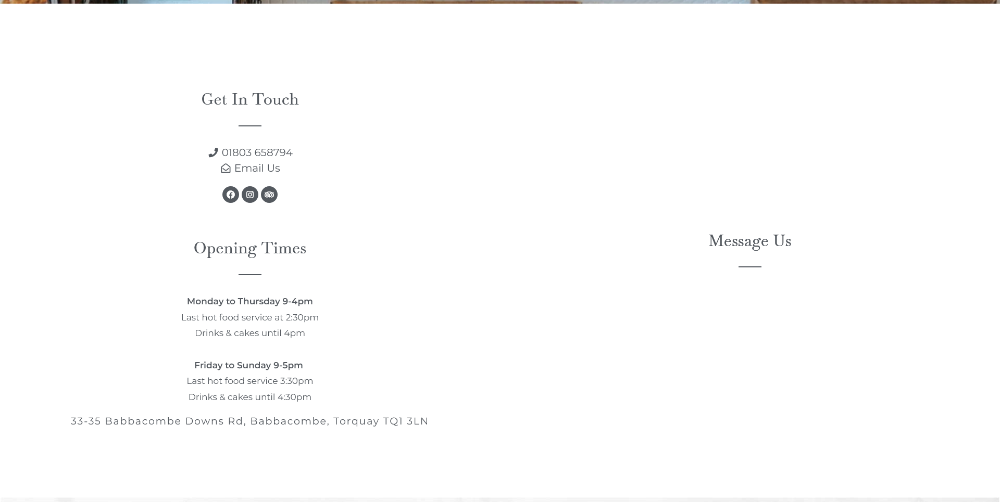 Get In Touch
01803 658794
Email Us
Opening Times
Monday to Thursday 9-4pm
Last hot food service at 2:30pm
Drinks & cakes until 4pm
Friday to Sunday 9-5pm
Last hot food service 3:30pm
Drinks & cakes until 4:30pm
33-35 Babbacombe Downs Rd, Babbacombe, Torquay TQ1 3LN
Message Us